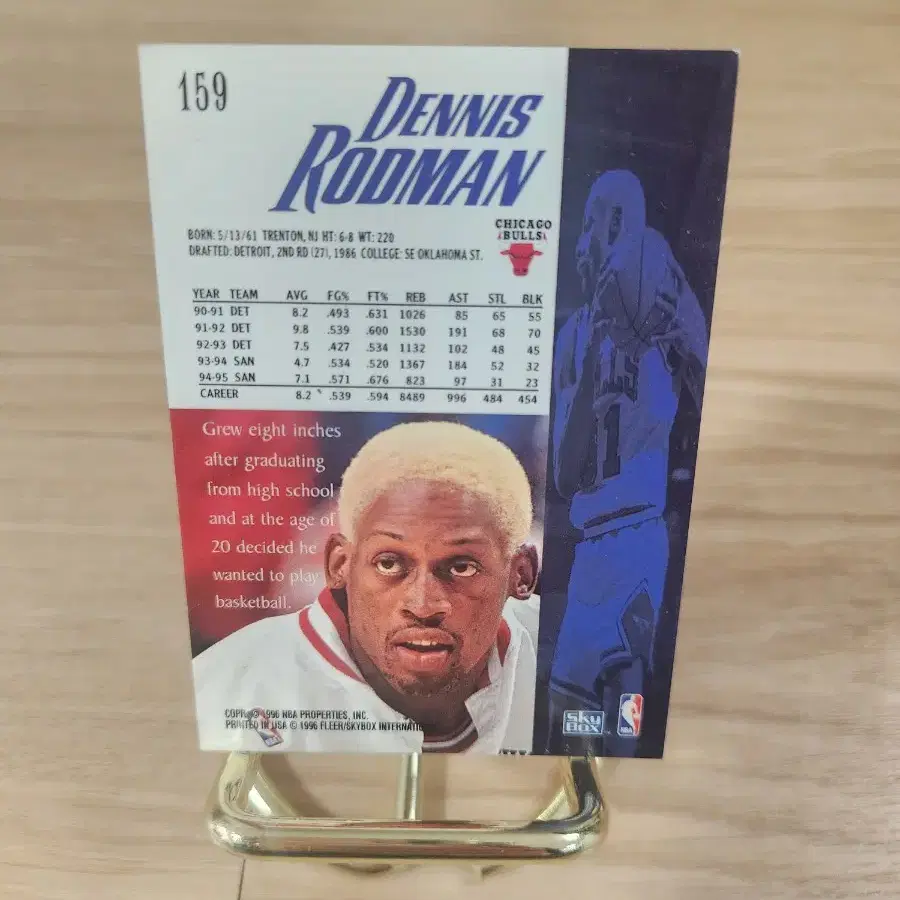 159
DENNIS
RODMAN
CHICAGO
BULLS
BORN: 5/13/61 TRENTON, NJ HT: 6-8 WT: 220
DRAFTED: DETROIT, 2ND RD (27), 1986 COLLEGE: SE OKLAHOMA ST.
YEAR TEAM AVG FG% FT% REB AST STL BLK
90-91 DET 8.2 .493 .631 1026 85 65 55
91-92 DET 9.8 .539 .600 1530 191 68 70
92-93 DET 7.5 .427 .534 1132 102 48 45
93-94 SAN 4.7 .534 .520 1367 184 52 32
94-95 SAN 7.1 .571 .676 823 97 31 23
CAREER 8.2 .539 .594 8489 996 484 454
Grew eight inches
after graduating
from high school
and at the age of
20 decided he
wanted to play
basketball.
COPR. © 1996 NBA PROPERTIES, INC.
PRINTED IN USA © 1996 FLEER/SKYBOX
sky
BOX
NBA